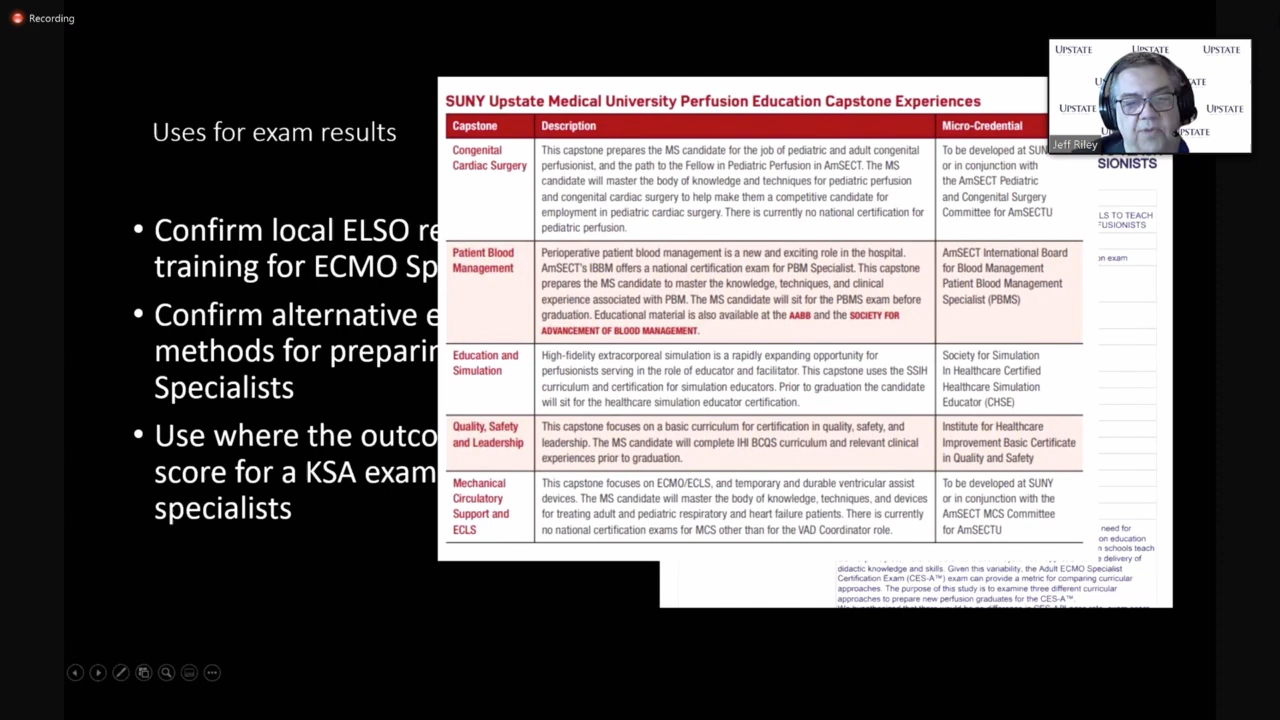 Recording
UPSTATE UPSTATE UPSTATE
UPSTATE
UPSTATE
Jeff Riley
Uses for exam results
• Confirm local ELSO
training for ECMO
• Confirm alternative
methods for
Specialists
• Use where the
score for a KSA exam
specialists
SUNY Upstate Medical University Perfusion Education Capstone Experiences
Capstone Description Micro-Credential
Congenital
Cardiac Surgery
This capstone prepares the MS candidate for the job of pediatric and adult congenital
perfusionist, and the path to the Fellow in Pediatric Perfusion in AmSECT. The MS
candidate will master the body of knowledge and techniques for pediatric perfusion
and congenital cardiac surgery to help make them a competitive candidate for
employment in pediatric cardiac surgery. There is currently no national certification for
pediatric perfusion.
To be developed at SUNY
or in conjunction with
the AmSECT Pediatric
and Congenital Surgery
Committee for AmSECTU
Patient Blood
Management
Perioperative patient blood management is a new and exciting role in the hospital.
AmSECT's IBBM offers a national certification exam for PBM Specialist. This capstone
prepares the MS candidate to master the knowledge, techniques, and clinical
experience associated with PBM. The MS candidate will sit for the PBMS exam before
graduation. Educational material is also available at the AABB and the SOCIETY FOR
ADVANCEMENT OF BLOOD MANAGEMENT.
AmSECT International Board
for Blood Management
Patient Blood Management
Specialist (PBMS)
Education and
Simulation
High-fidelity extracorporeal simulation is a rapidly expanding opportunity for
perfusionists serving in the role of educator and facilitator. This capstone uses the SSIH
curriculum and certification for simulation educators. Prior to graduation the candidate
will sit for the healthcare simulation educator certification.
Society for Simulation
In Healthcare Certified
Healthcare Simulation
Educator (CHSE)
Quality, Safety
and Leadership
This capstone focuses on a basic curriculum for certification in quality, safety, and
leadership. The MS candidate will complete IHI BCQS curriculum and relevant clinical
experiences prior to graduation.
Institute for Healthcare
Improvement Basic Certificate
in Quality and Safety
Mechanical
Circulatory
Support and
ECLS
This capstone focuses on ECMO/ECLS, and temporary and durable ventricular assist
devices. The MS candidate will master the body of knowledge, techniques, and devices
for treating adult and pediatric respiratory and heart failure patients. There is currently
no national certification exams for MCS other than for the VAD Coordinator role.
To be developed at SUNY
or in conjunction with the
AmSECT MCS Committee
for AmSECTU
SIONISTS
LS TO TEACH
FUSIONISTS
on exam
need for
on education
n schools teach
e delivery of
didactic knowledge and skills. Given this variability, the Adult ECMO Specialist
Certification Exam (CES-A™) exam can provide a metric for comparing curricular
approaches. The purpose of this study is to examine three different curricular
approaches to prepare new perfusion graduates for the CES-A™.